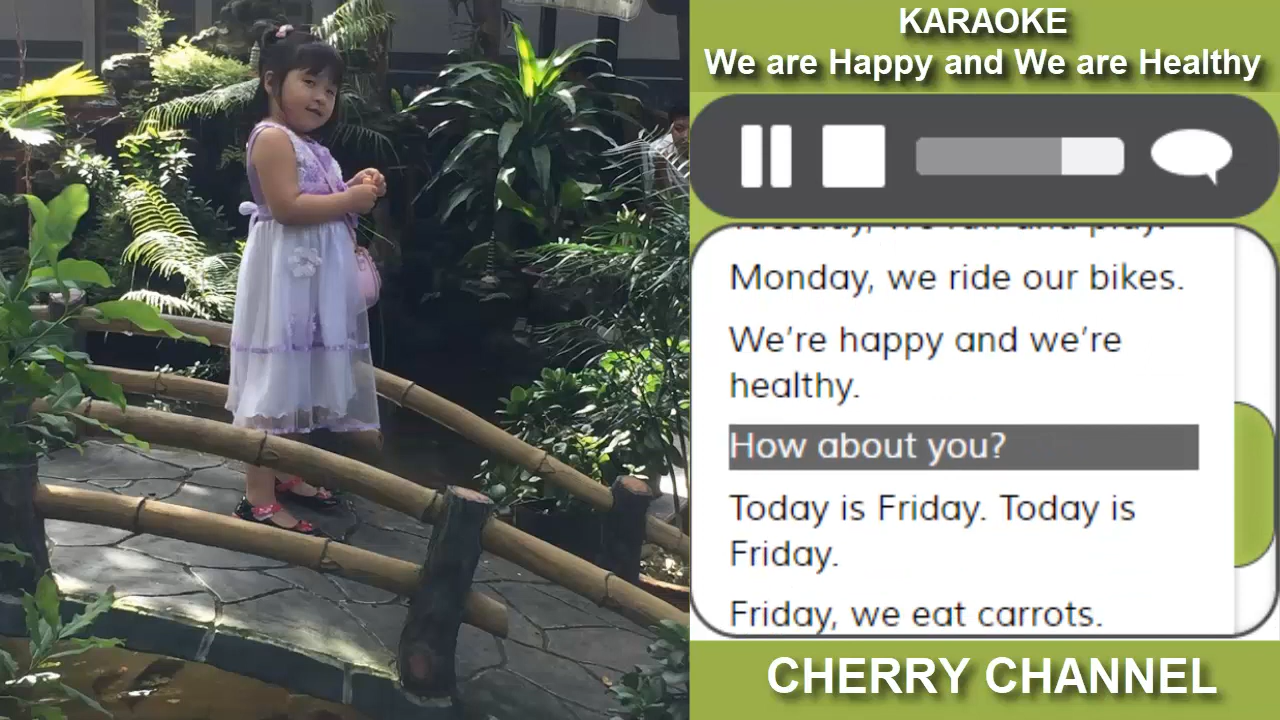 KARAOKE
We are Happy and We are Healthy
Monday, we ride our bikes.
We're happy and we're
healthy.
How about you?
Today is Friday. Today is
Friday.
Friday, we eat carrots.
CHERRY CHANNEL